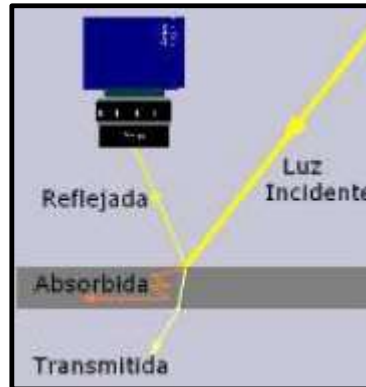 Luz
Incidente
Reflejada
Absorbida
Transmitida